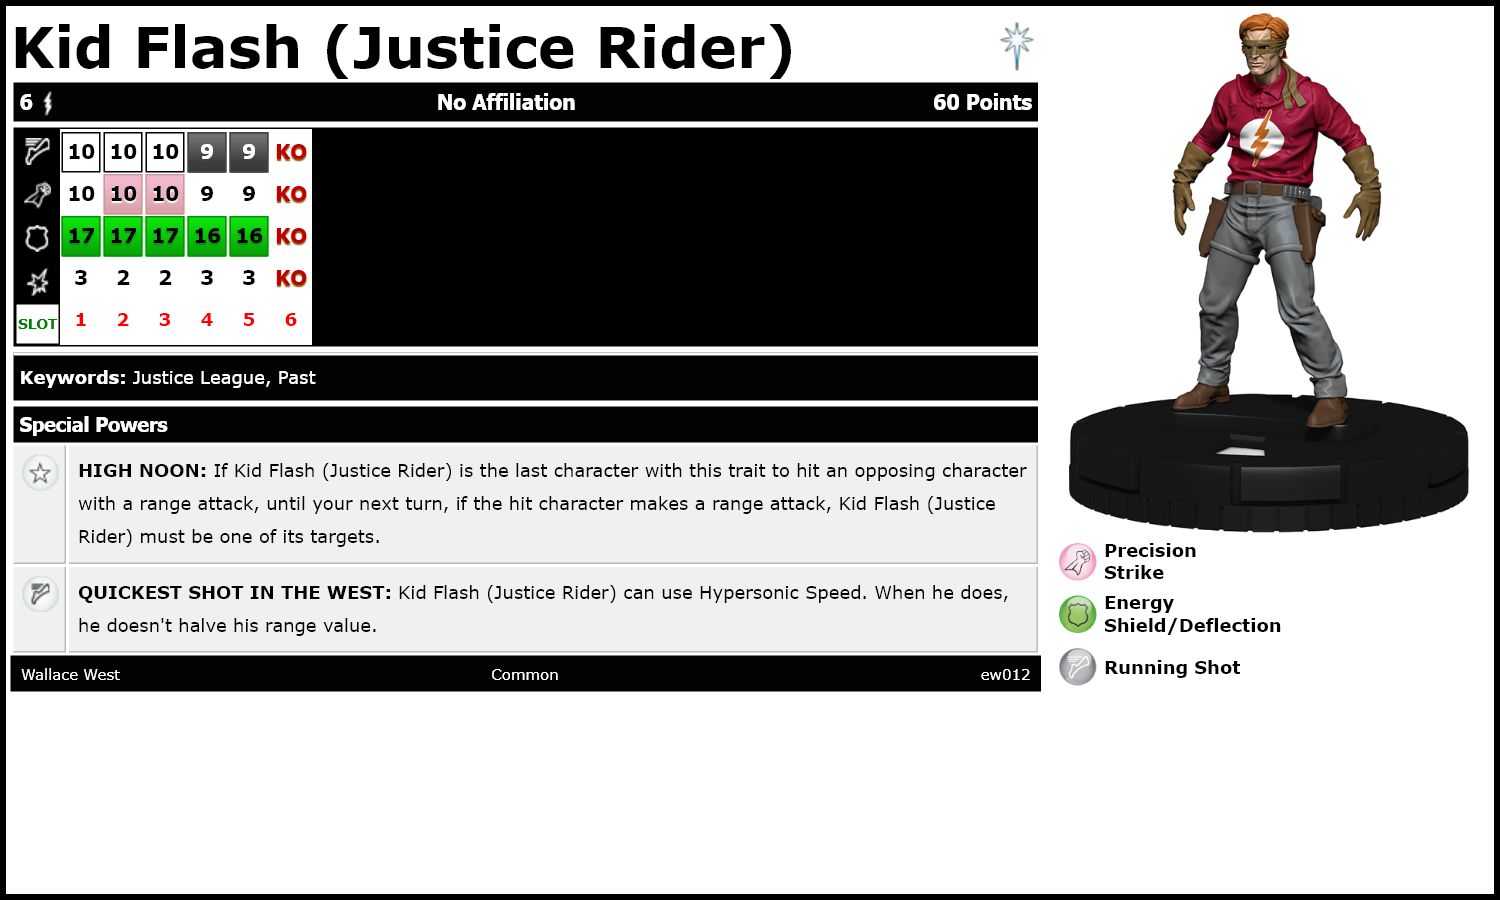 Kid Flash (Justice Rider)
6 No Affiliation 60 Points
10 10 10 9 9 KO
10 10 10 9 9 KO
17 17 17 16 16 KO
3 2 2 3 3 KO
SLOT 1 2 3 4 5 6
Keywords: Justice League, Past
Special Powers
HIGH NOON: If Kid Flash (Justice Rider) is the last character with this trait to hit an opposing character
with a range attack, until your next turn, if the hit character makes a range attack, Kid Flash (Justice
Rider) must be one of its targets.
QUICKEST SHOT IN THE WEST: Kid Flash (Justice Rider) can use Hypersonic Speed. When he does,
he doesn't halve his range value.
Wallace West Common ew012
Precision
Strike
Energy
Shield/Deflection
Running Shot